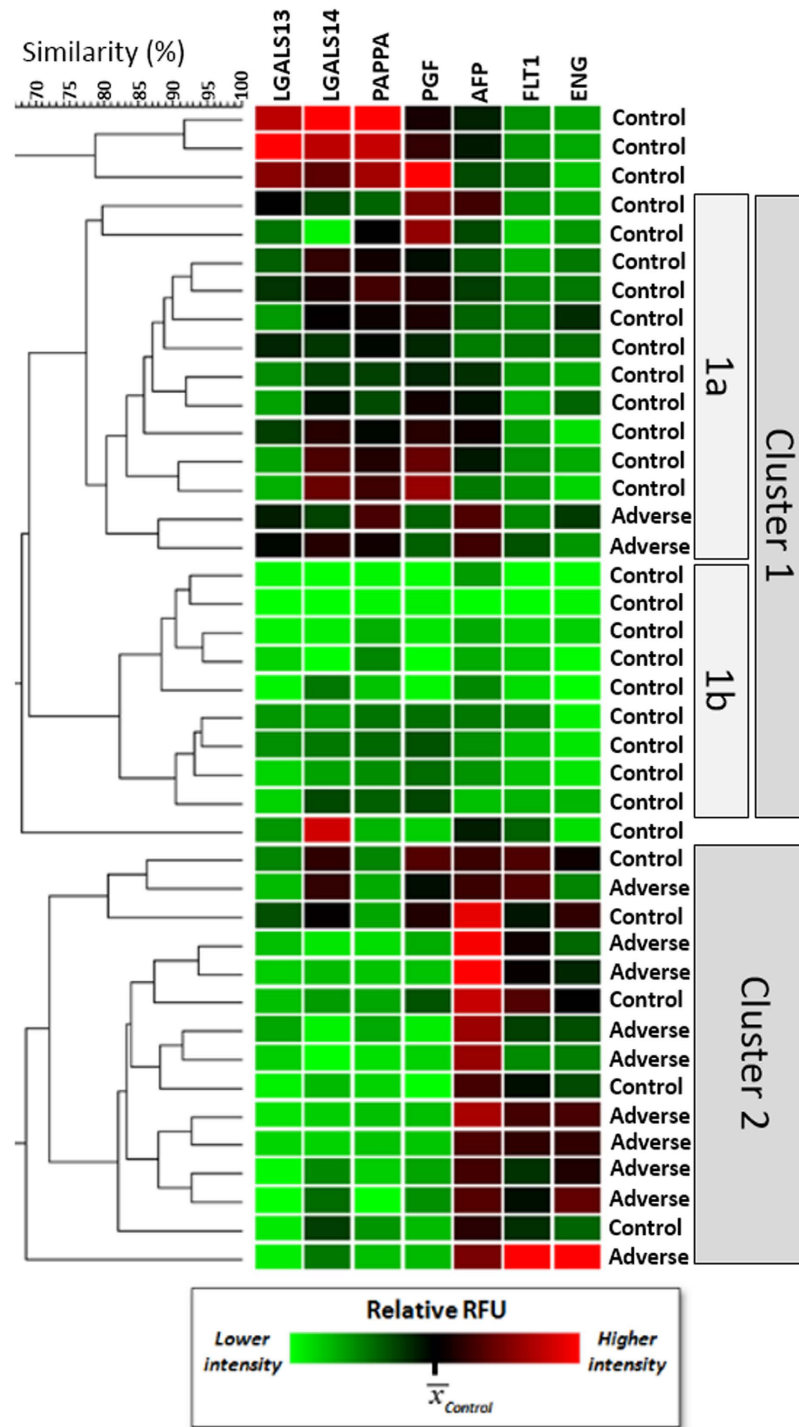 Similarity (%)
70 75 80 85 90 95 100
LGALS13 LGALS14 PAPPA PGF AFP FLT1 ENG
Control
Control
Control
Control
Control
Control
Control
Control
Control
Control
Control
Control
Control
Control
Adverse
Adverse
1a
Control
Control
Control
Control
Control
Control
Control
Control
Control
1b
Cluster 1
Control
Control
Adverse
Control
Adverse
Adverse
Control
Adverse
Adverse
Control
Adverse
Adverse
Adverse
Adverse
Control
Adverse
Cluster 2
Relative RFU
Lower intensity
Higher intensity
x̄ Control